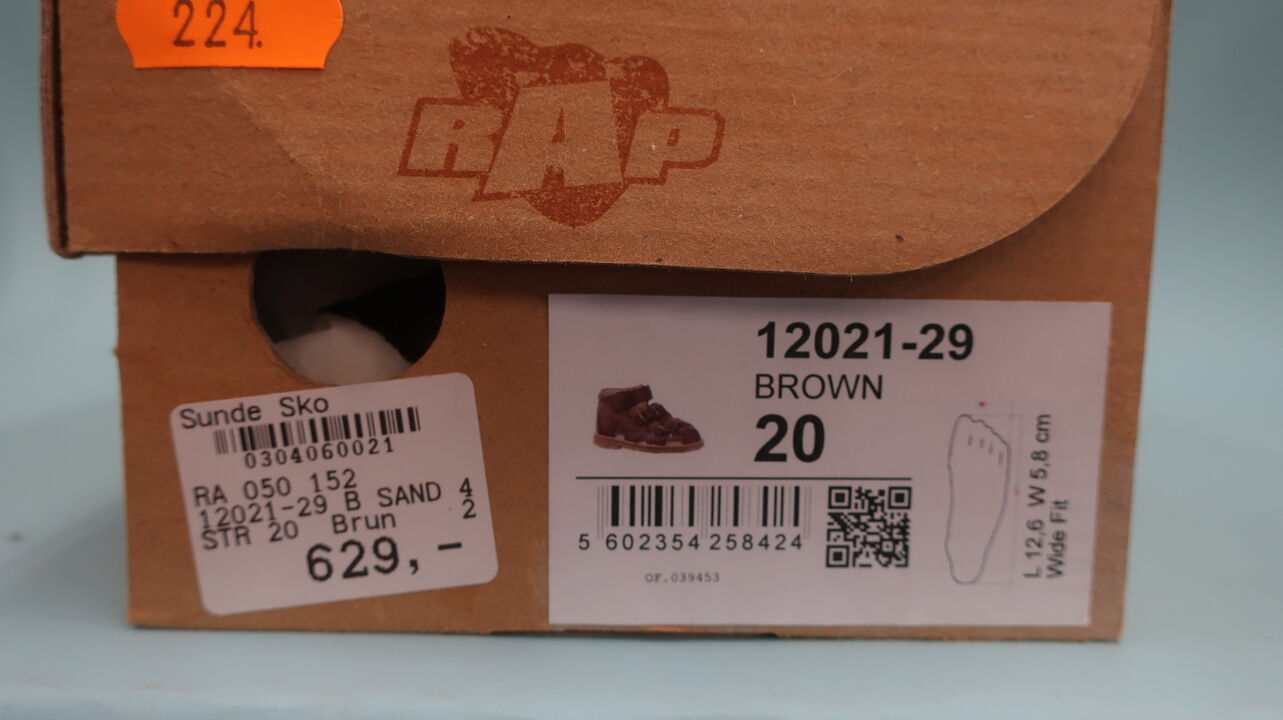 224.
RAP
Sunde Sko
0304060021
RA 050 152
12021-29 B SAND 4
STR 20 Brun 2
629,-
12021-29
BROWN
20
5 602354 258424
OF.039453
L 12,6 W 5,8 cm
Wide Fit